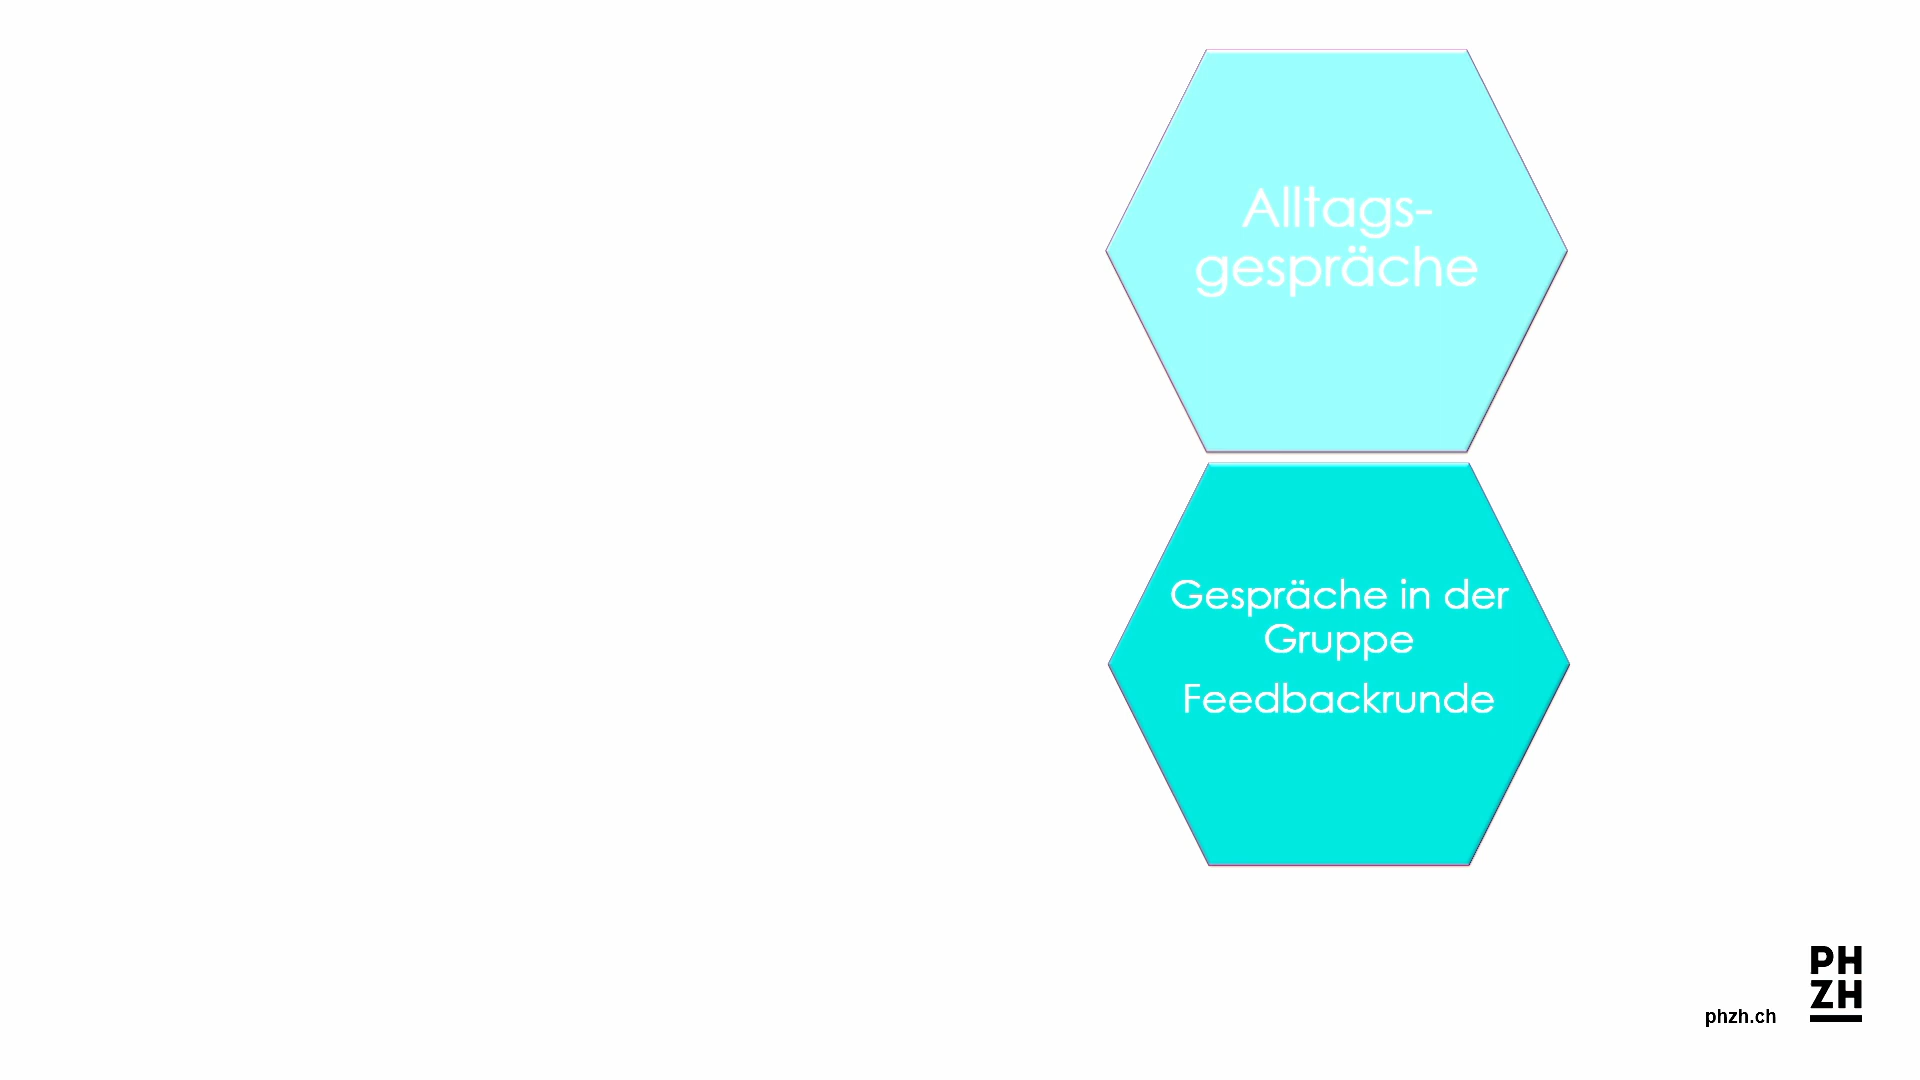 Alltags-
gespräche
Gespräche in der
Gruppe
Feedbackrunde
phzh.ch
PH
ZH